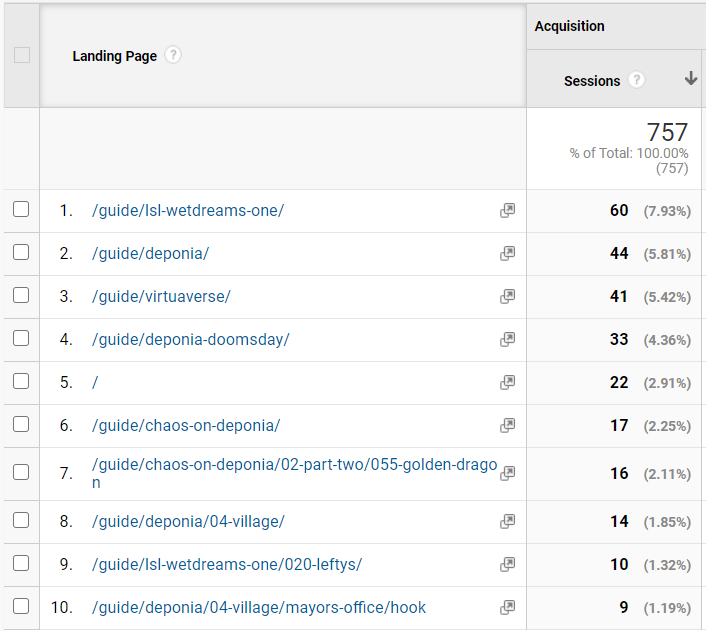 Acquisition
Landing Page ?
Sessions ?
757
% of Total: 100.00%
(757)
1. /guide/lsl-wetdreams-one/ 60 (7.93%)
2. /guide/deponia/ 44 (5.81%)
3. /guide/virtuaverse/ 41 (5.42%)
4. /guide/deponia-doomsday/ 33 (4.36%)
5. / 22 (2.91%)
6. /guide/chaos-on-deponia/ 17 (2.25%)
7. /guide/chaos-on-deponia/02-part-two/055-golden-drago 16 (2.11%)
n
8. /guide/deponia/04-village/ 14 (1.85%)
9. /guide/lsl-wetdreams-one/020-leftys/ 10 (1.32%)
10. /guide/deponia/04-village/mayors-office/hook 9 (1.19%)